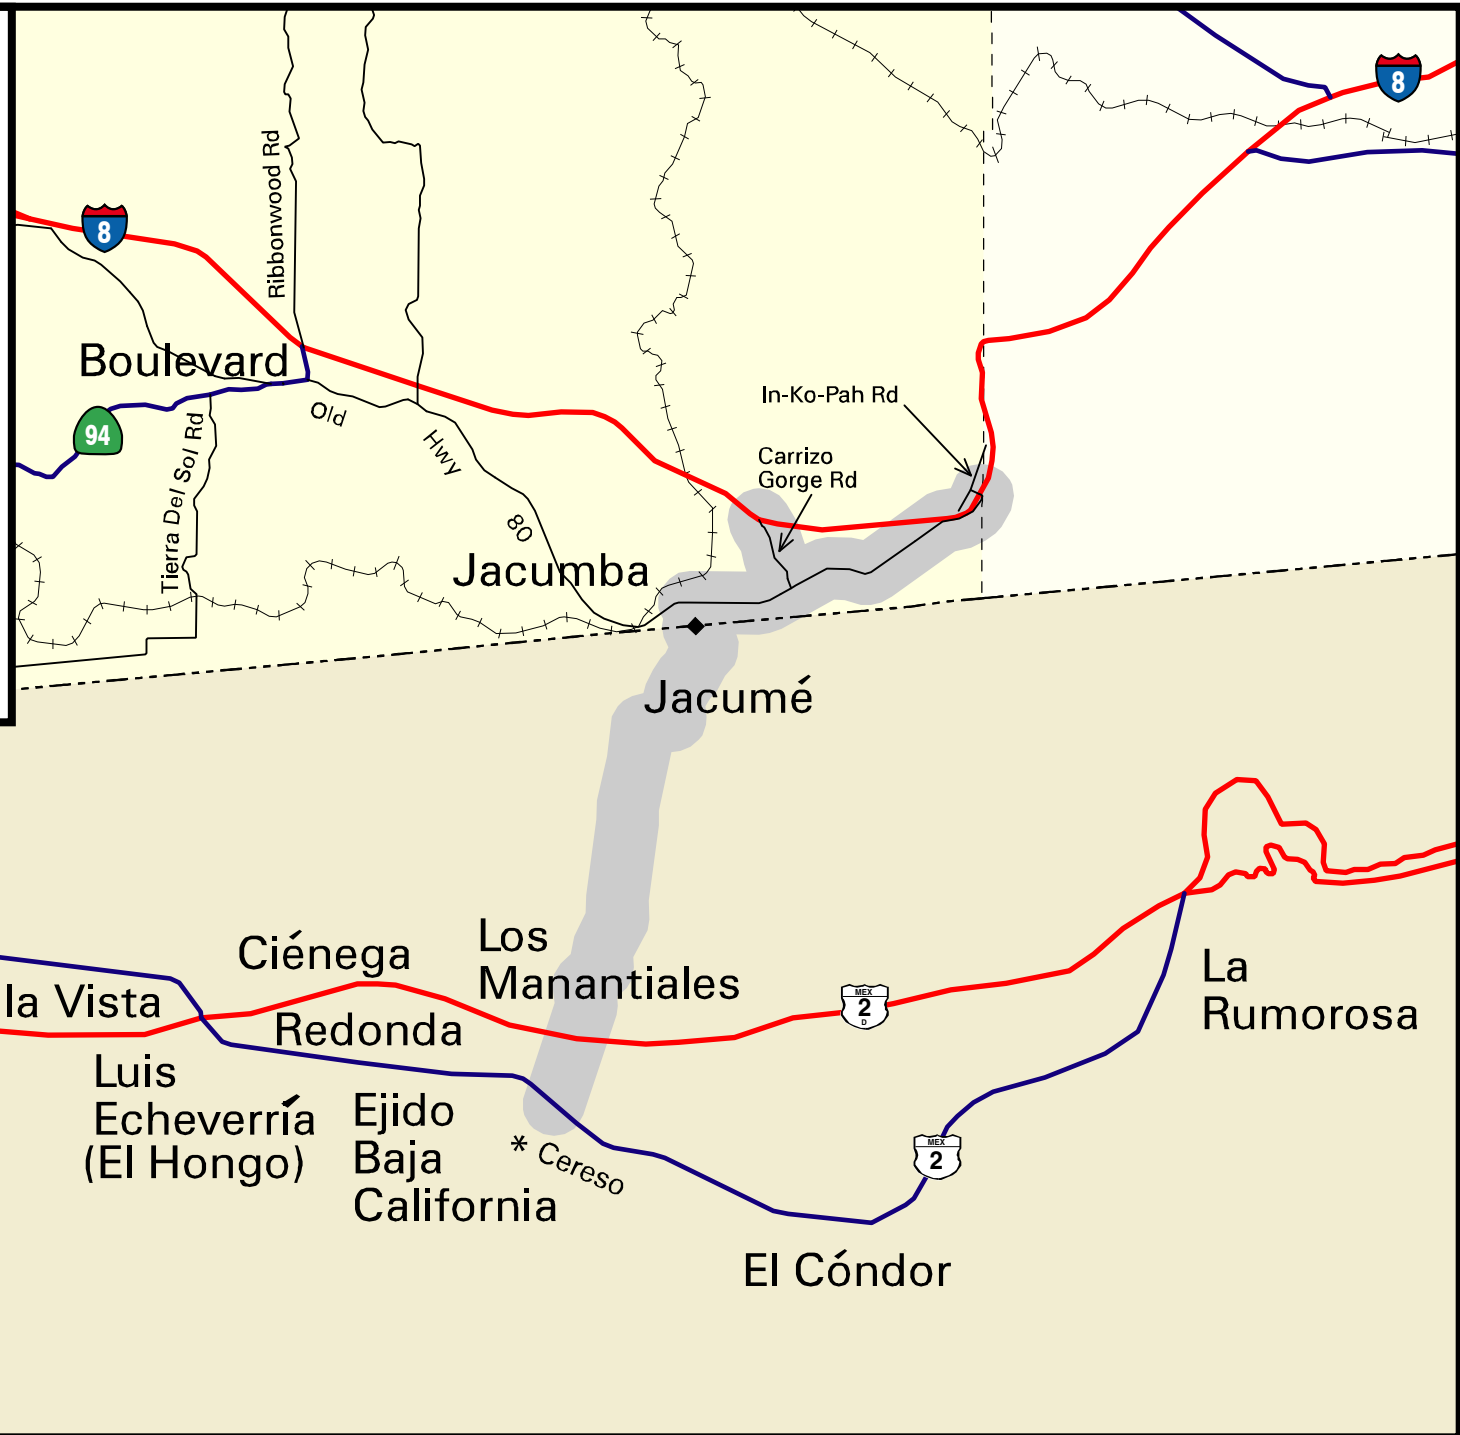 8
Ribbonwood Rd
8
Boulevard
In-Ko-Pah Rd
Old
94
Hwy
Tierra Del Sol Rd
Carrizo
Gorge Rd
80
Jacumba
Jacumé
Los
Manantiales
Ciénega
Redonda
la Vista
MEX
2
D
La
Rumorosa
Luis
Echeverría
(El Hongo)
Ejido
Baja
California
* Cereso
MEX
2
El Cóndor